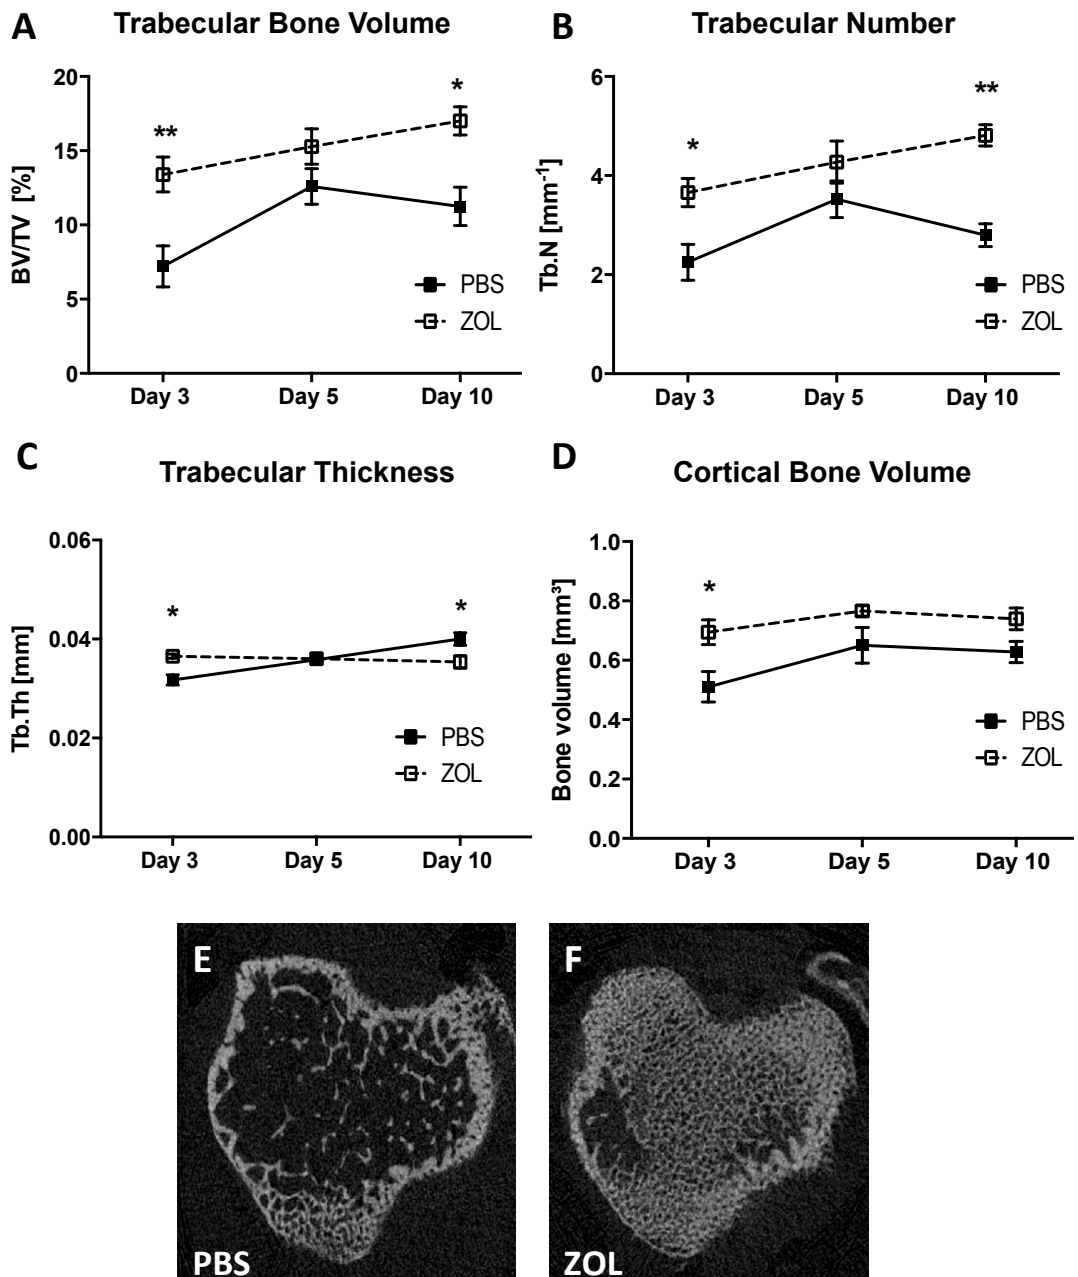 A Trabecular Bone Volume
20
**
*
15
10
5
0
BV/TV [%]
PBS
ZOL
Day 3 Day 5 Day 10
B Trabecular Number
6
*
**
4
2
0
Tb.N [mm⁻¹]
PBS
ZOL
Day 3 Day 5 Day 10
C Trabecular Thickness
0.06
*
*
0.04
0.02
0.00
Tb.Th [mm]
PBS
ZOL
Day 3 Day 5 Day 10
D Cortical Bone Volume
1.0
*
0.8
0.6
0.4
0.2
0.0
Bone volume [mm³]
PBS
ZOL
Day 3 Day 5 Day 10
E
PBS
F
ZOL